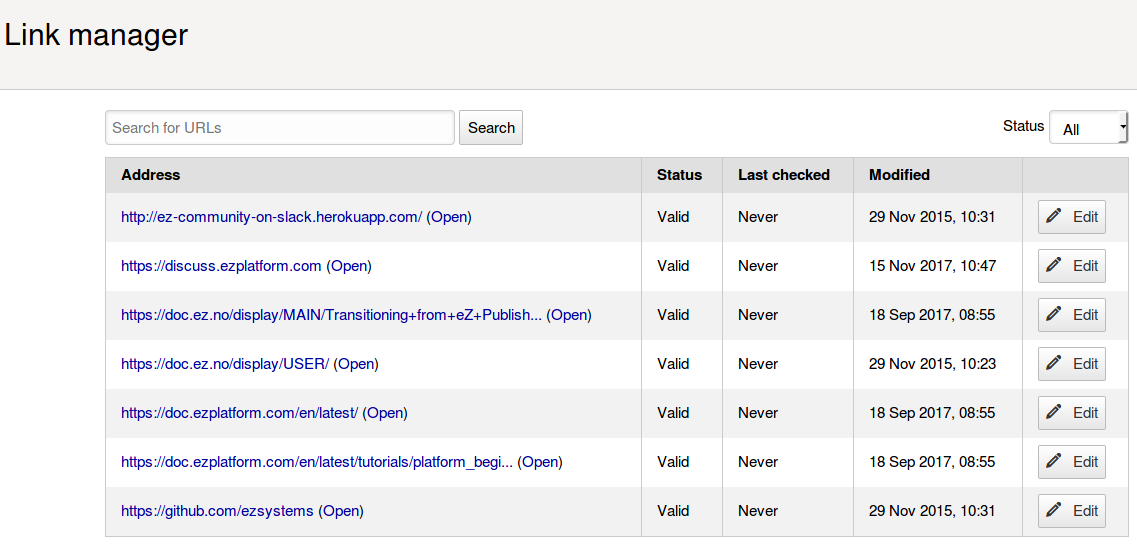 Link manager
Search for URLs Search Status All
Address Status Last checked Modified
http://ez-community-on-slack.herokuapp.com/ (Open) Valid Never 29 Nov 2015, 10:31 Edit
https://discuss.ezplatform.com (Open) Valid Never 15 Nov 2017, 10:47 Edit
https://doc.ez.no/display/MAIN/Transitioning+from+eZ+Publish... (Open) Valid Never 18 Sep 2017, 08:55 Edit
https://doc.ez.no/display/USER/ (Open) Valid Never 29 Nov 2015, 10:23 Edit
https://doc.ezplatform.com/en/latest/ (Open) Valid Never 18 Sep 2017, 08:55 Edit
https://doc.ezplatform.com/en/latest/tutorials/platform_begi... (Open) Valid Never 18 Sep 2017, 08:55 Edit
https://github.com/ezsystems (Open) Valid Never 29 Nov 2015, 10:31 Edit